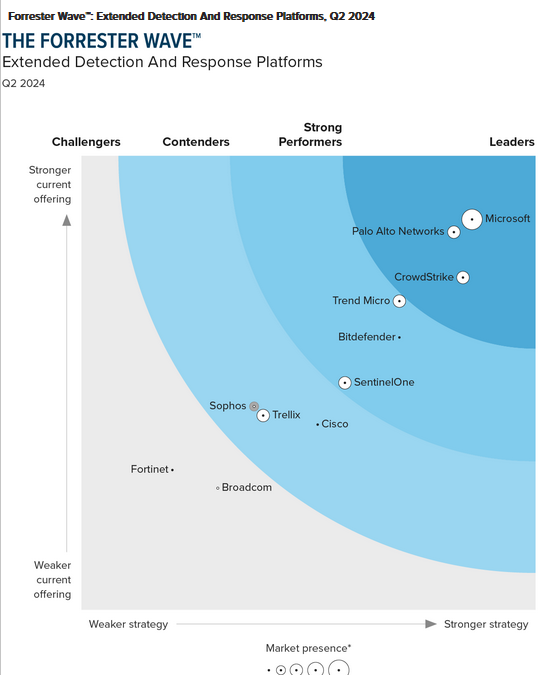 Forrester Wave™: Extended Detection And Response Platforms, Q2 2024
THE FORRESTER WAVE™
Extended Detection And Response Platforms
Q2 2024
Challengers
Contenders
Strong
Performers
Leaders
Stronger
current
offering
Microsoft
Palo Alto Networks
CrowdStrike
Trend Micro
Bitdefender
SentinelOne
Sophos
Trellix
Cisco
Fortinet
Broadcom
Weaker
current
offering
Weaker strategy
Stronger strategy
Market presence*